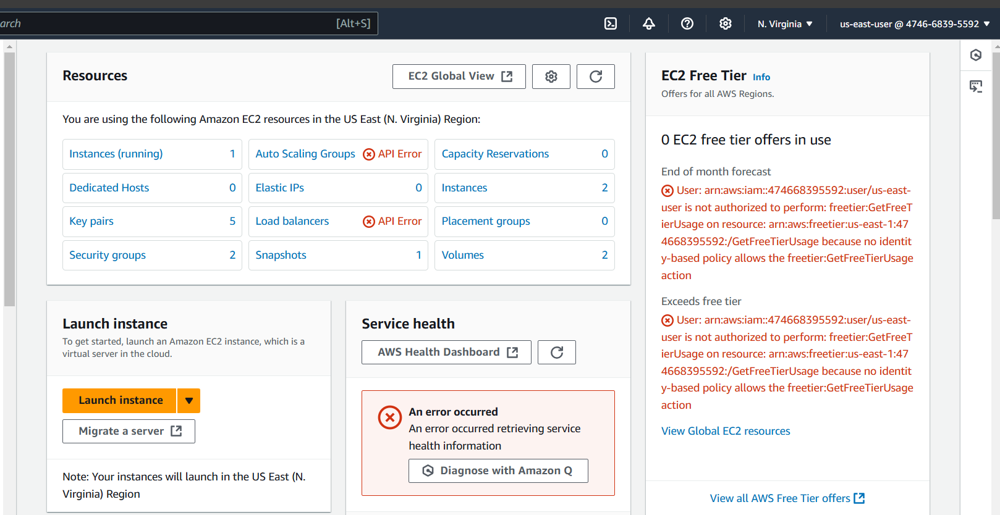 arch [Alt+S] N. Virginia us-east-user @ 4746-6839-5592
Resources
EC2 Global View
You are using the following Amazon EC2 resources in the US East (N. Virginia) Region:
Instances (running) 1
Auto Scaling Groups API Error
Capacity Reservations 0
Dedicated Hosts 0
Elastic IPs 0
Instances 2
Key pairs 5
Load balancers API Error
Placement groups 0
Security groups 2
Snapshots 1
Volumes 2
Launch instance
To get started, launch an Amazon EC2 instance, which is a
virtual server in the cloud.
Launch instance
Migrate a server
Note: Your instances will launch in the US East (N.
Virginia) Region
Service health
AWS Health Dashboard
An error occurred
An error occurred retrieving service
health information
Diagnose with Amazon Q
EC2 Free Tier Info
Offers for all AWS Regions.
0 EC2 free tier offers in use
End of month forecast
User: arn:aws:iam::474668395592:user/us-east-
user is not authorized to perform: freetier:GetFreeT
ierUsage on resource: arn:aws:freetier:us-east-1:47
4668395592:/GetFreeTierUsage because no identit
y-based policy allows the freetier:GetFreeTierUsage
action
Exceeds free tier
User: arn:aws:iam::474668395592:user/us-east-
user is not authorized to perform: freetier:GetFreeT
ierUsage on resource: arn:aws:freetier:us-east-1:47
4668395592:/GetFreeTierUsage because no identit
y-based policy allows the freetier:GetFreeTierUsage
action
View Global EC2 resources
View all AWS Free Tier offers